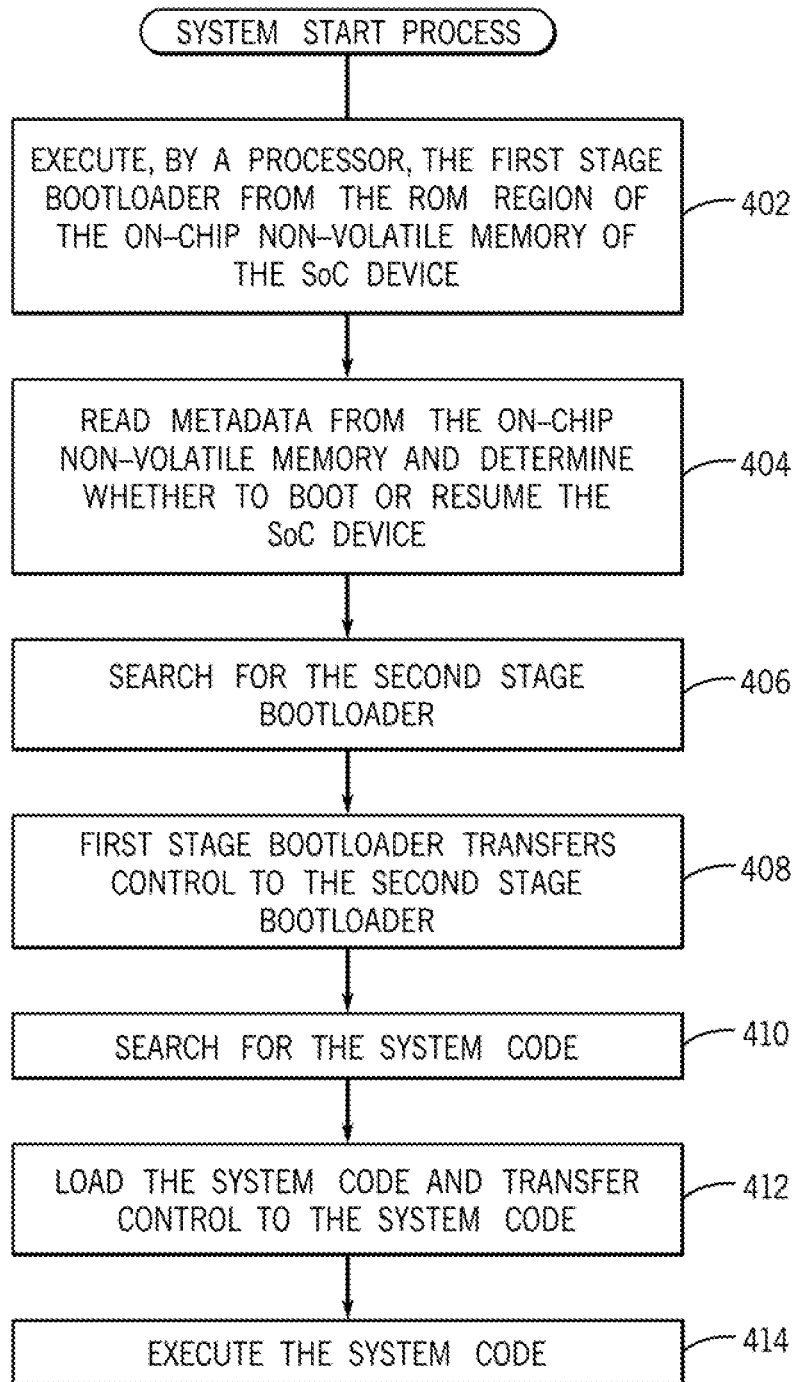 SYSTEM START PROCESS
EXECUTE, BY A PROCESSOR, THE FIRST STAGE
BOOTLOADER FROM THE ROM REGION OF
THE ON-CHIP NON-VOLATILE MEMORY OF
THE SoC DEVICE
402
READ METADATA FROM THE ON-CHIP
NON-VOLATILE MEMORY AND DETERMINE
WHETHER TO BOOT OR RESUME THE
SoC DEVICE
404
SEARCH FOR THE SECOND STAGE
BOOTLOADER
406
FIRST STAGE BOOTLOADER TRANSFERS
CONTROL TO THE SECOND STAGE
BOOTLOADER
408
SEARCH FOR THE SYSTEM CODE
410
LOAD THE SYSTEM CODE AND TRANSFER
CONTROL TO THE SYSTEM CODE
412
EXECUTE THE SYSTEM CODE
414